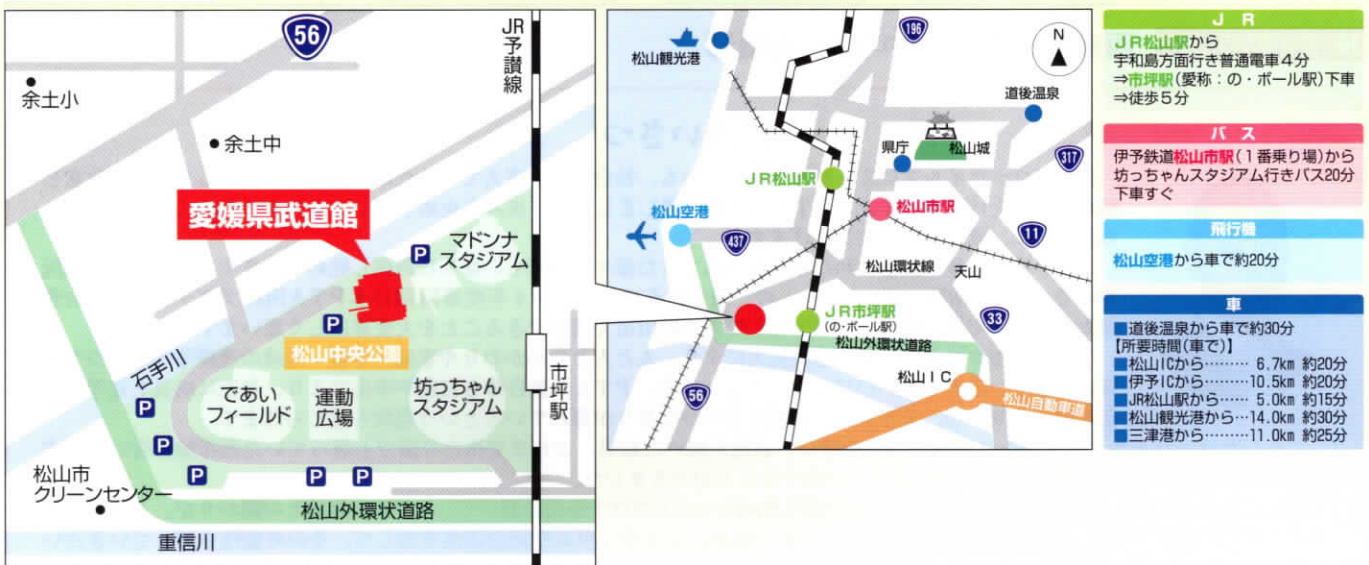 56
JR予讃線
余土小
余土中
愛媛県武道館
P
マドンナ
スタジアム
P
松山中央公園
石手川
であい
フィールド
運動
広場
坊っちゃん
スタジアム
市坪駅
P
P
P
P
P
松山市
クリーンセンター
松山外環状道路
重信川
196
N
松山観光港
道後温泉
県庁
松山城
317
JR松山駅
松山市駅
松山空港
437
11
松山環状線
天山
JR市坪駅
(の・ボール駅)
33
松山外環状道路
松山IC
56
松山自動車道
JR
JR松山駅から
宇和島方面行き普通電車4分
⇒市坪駅(愛称：の・ボール駅)下車
⇒徒歩5分
バス
伊予鉄道松山市駅(1番乗り場)から
坊っちゃんスタジアム行きバス20分
下車すぐ
飛行機
松山空港から車で約20分
車
■道後温泉から車で約30分
【所要時間(車で)】
■松山ICから……… 6.7km 約20分
■伊予ICから………10.5km 約20分
■JR松山駅から…… 5.0km 約15分
■松山観光港から…14.0km 約30分
■三津港から………11.0km 約25分